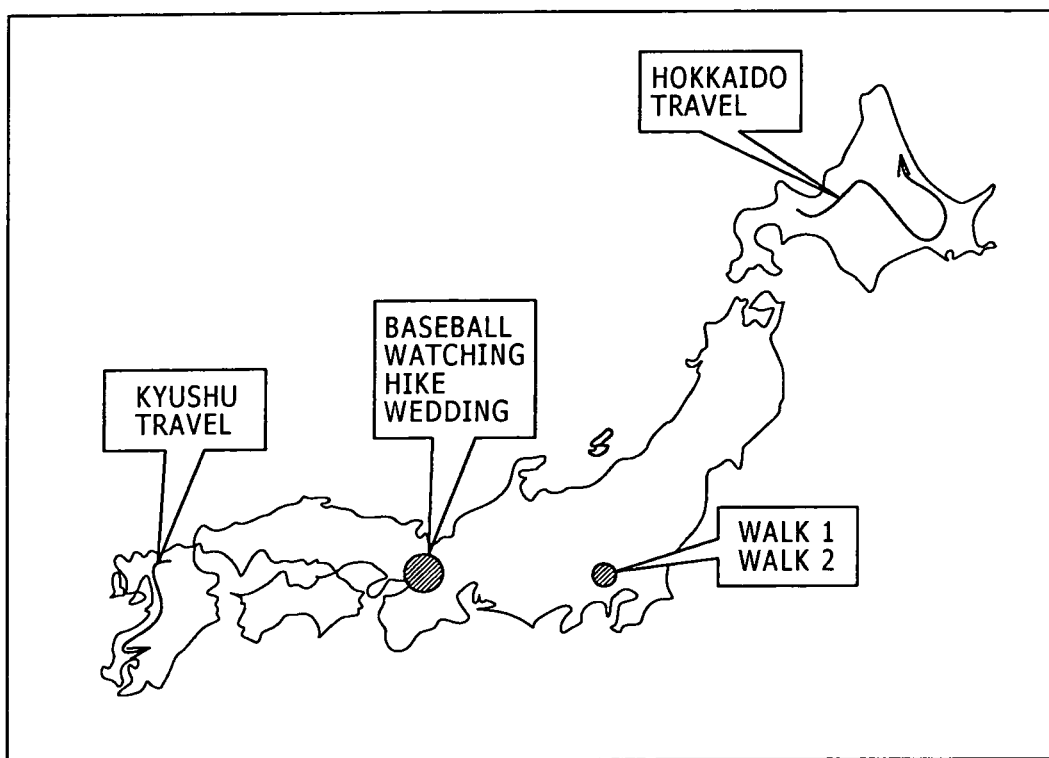 HOKKAIDO
TRAVEL
BASEBALL
WATCHING
HIKE
WEDDING
KYUSHU
TRAVEL
WALK 1
WALK 2